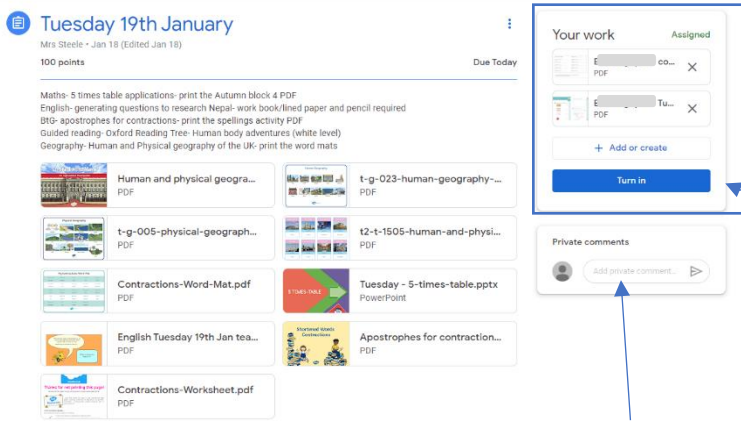 Tuesday 19th January
Mrs Steele • Jan 18 (Edited Jan 18)
100 points
Due Today
Maths- 5 times table applications- print the Autumn block 4 PDF
English- generating questions to research Nepal- work book/lined paper and pencil required
BtG- apostrophes for contractions- print the spellings activity PDF
Guided reading- Oxford Reading Tree- Human body adventures (white level)
Geography- Human and Physical geography of the UK- print the word mats
Human and physical geogra...
PDF
t-g-023-human-geography-...
PDF
t-g-005-physical-geograph...
PDF
t2-t-1505-human-and-physi...
PDF
Contractions-Word-Mat.pdf
PDF
5 TIMES-TABLE
Tuesday - 5-times-table.pptx
PowerPoint
English Tuesday 19th Jan tea...
PDF
Apostrophes for contraction...
PDF
Contractions-Worksheet.pdf
PDF
Your work
Assigned
E co...
PDF
E Tu...
PDF
+ Add or create
Turn in
Private comments
Add private comment...